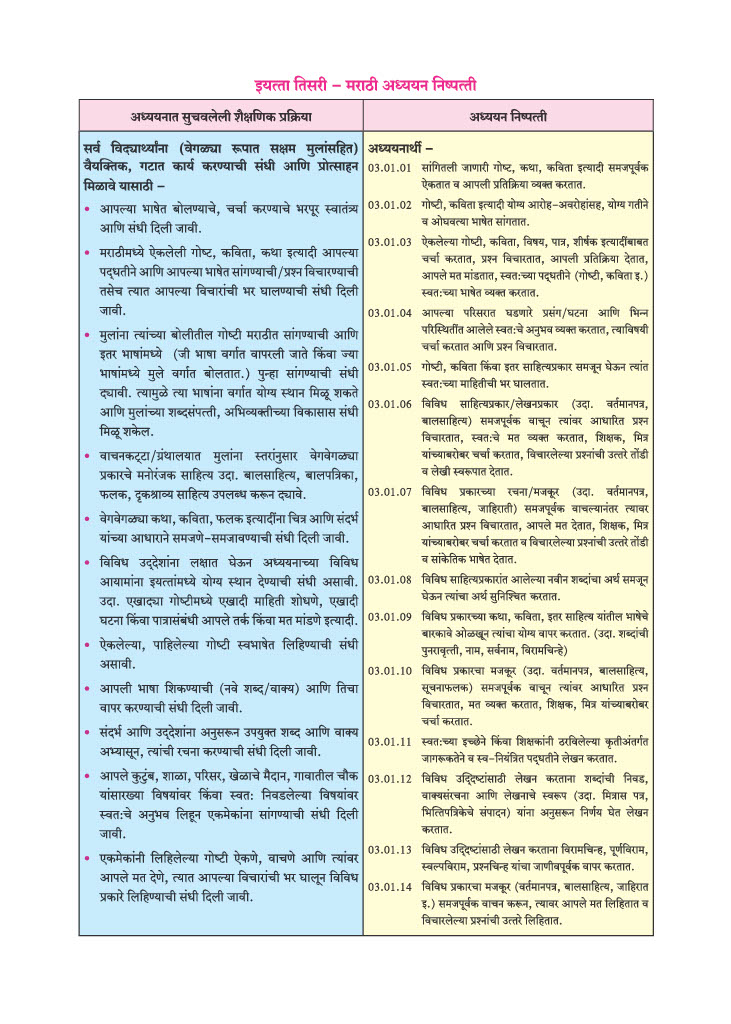 इयत्ता तिसरी – मराठी अध्ययन निष्पत्ती
अध्ययनात सुचवलेली शैक्षणिक प्रक्रिया
सर्व विद्यार्थ्यांना (वेगळ्या रूपात सक्षम मुलांसहित)
वैयक्तिक, गटात कार्य करण्याची संधी आणि प्रोत्साहन
मिळावे यासाठी –
• आपल्या भाषेत बोलण्याचे, चर्चा करण्याचे भरपूर स्वातंत्र्य
आणि संधी दिली जावी.
• मराठीमध्ये ऐकलेली गोष्ट, कविता, कथा इत्यादी आपल्या
पद्धतीने आणि आपल्या भाषेत सांगण्याची/प्रश्न विचारण्याची
तसेच त्यात आपल्या विचारांची भर घालण्याची संधी दिली
जावी.
• मुलांना त्यांच्या बोलीतील गोष्टी मराठीत सांगण्याची आणि
इतर भाषांमध्ये (जी भाषा वर्गात वापरली जाते किंवा ज्या
भाषांमध्ये मुले वर्गात बोलतात.) पुन्हा सांगण्याची संधी
द्यावी. त्यामुळे त्या भाषांना वर्गात योग्य स्थान मिळू शकते
आणि मुलांच्या शब्दसंपत्ती, अभिव्यक्तीच्या विकासास संधी
मिळू शकेल.
• वाचनकट्टा/ग्रंथालयात मुलांना स्तरांनुसार वेगवेगळ्या
प्रकारचे मनोरंजक साहित्य उदा. बालसाहित्य, बालपत्रिका,
फलक, दृकश्राव्य साहित्य उपलब्ध करून द्यावे.
• वेगवेगळ्या कथा, कविता, फलक इत्यादींना चित्र आणि संदर्भ
यांच्या आधाराने समजणे-समजावण्याची संधी दिली जावी.
• विविध उद्देशांना लक्षात घेऊन अध्ययनाच्या विविध
आयामांना इयत्तांमध्ये योग्य स्थान देण्याची संधी असावी.
उदा. एखाद्या गोष्टीमध्ये एखादी माहिती शोधणे, एखादी
घटना किंवा पात्रासंबंधी आपले तर्क किंवा मत मांडणे इत्यादी.
• ऐकलेल्या, पाहिलेल्या गोष्टी स्वभाषेत लिहिण्याची संधी
असावी.
• आपली भाषा शिकण्याची (नवे शब्द/वाक्य) आणि तिचा
वापर करण्याची संधी दिली जावी.
• संदर्भ आणि उद्देशांना अनुसरून उपयुक्त शब्द आणि वाक्य
अभ्यासून, त्यांची रचना करण्याची संधी दिली जावी.
• आपले कुटुंब, शाळा, परिसर, खेळाचे मैदान, गावातील चौक
यांसारख्या विषयांवर किंवा स्वत: निवडलेल्या विषयांवर
स्वत:चे अनुभव लिहून एकमेकांना सांगण्याची संधी दिली
जावी.
• एकमेकांनी लिहिलेल्या गोष्टी ऐकणे, वाचणे आणि त्यांवर
आपले मत देणे, त्यात आपल्या विचारांची भर घालून विविध
प्रकारे लिहिण्याची संधी दिली जावी.
अध्ययन निष्पत्ती
अध्ययनार्थी –
03.01.01 सांगितली जाणारी गोष्ट, कथा, कविता इत्यादी समजपूर्वक
ऐकतात व आपली प्रतिक्रिया व्यक्त करतात.
03.01.02 गोष्टी, कविता इत्यादी योग्य आरोह-अवरोहांसह, योग्य गतीने
व ओघवत्या भाषेत सांगतात.
03.01.03 ऐकलेल्या गोष्टी, कविता, विषय, पात्र, शीर्षक इत्यादींबाबत
चर्चा करतात, प्रश्न विचारतात, आपली प्रतिक्रिया देतात,
आपले मत मांडतात, स्वत:च्या पद्धतीने (गोष्टी, कविता इ.)
स्वत:च्या भाषेत व्यक्त करतात.
03.01.04 आपल्या परिसरात घडणारे प्रसंग/घटना आणि भिन्न
परिस्थितींत आलेले स्वत:चे अनुभव व्यक्त करतात, त्याविषयी
चर्चा करतात आणि प्रश्न विचारतात.
03.01.05 गोष्टी, कविता किंवा इतर साहित्यप्रकार समजून घेऊन त्यांत
स्वत:च्या माहितीची भर घालतात.
03.01.06 विविध साहित्यप्रकार/लेखनप्रकार (उदा. वर्तमानपत्र,
बालसाहित्य) समजपूर्वक वाचून त्यांवर आधारित प्रश्न
विचारतात, स्वत:चे मत व्यक्त करतात, शिक्षक, मित्र
यांच्याबरोबर चर्चा करतात, विचारलेल्या प्रश्नांची उत्तरे तोंडी
व लेखी स्वरूपात देतात.
03.01.07 विविध प्रकारच्या रचना/मजकूर (उदा. वर्तमानपत्र,
बालसाहित्य, जाहिराती) समजपूर्वक वाचल्यानंतर त्यावर
आधारित प्रश्न विचारतात, आपले मत देतात, शिक्षक, मित्र
यांच्याबरोबर चर्चा करतात व विचारलेल्या प्रश्नांची उत्तरे तोंडी
व सांकेतिक भाषेत देतात.
03.01.08 विविध साहित्यप्रकारांत आलेल्या नवीन शब्दांचा अर्थ समजून
घेऊन त्यांचा अर्थ सुनिश्चित करतात.
03.01.09 विविध प्रकारच्या कथा, कविता, इतर साहित्य यांतील भाषेचे
बारकावे ओळखून त्यांचा योग्य वापर करतात. (उदा. शब्दांची
पुनरावृत्ती, नाम, सर्वनाम, विरामचिन्हे)
03.01.10 विविध प्रकारचा मजकूर (उदा. वर्तमानपत्र, बालसाहित्य,
सूचनाफलक) समजपूर्वक वाचून त्यांवर आधारित प्रश्न
विचारतात, मत व्यक्त करतात, शिक्षक, मित्र यांच्याबरोबर
चर्चा करतात.
03.01.11 स्वत:च्या इच्छेने किंवा शिक्षकांनी ठरविलेल्या कृतीअंतर्गत
जागरूकतेने व स्व-नियंत्रित पद्धतीने लेखन करतात.
03.01.12 विविध उद्दिष्टांसाठी लेखन करताना शब्दांची निवड,
वाक्यसंरचना आणि लेखनाचे स्वरूप (उदा. मित्रास पत्र,
भित्तिपत्रिकेचे संपादन) यांना अनुसरून निर्णय घेत लेखन
करतात.
03.01.13 विविध उद्दिष्टांसाठी लेखन करताना विरामचिन्ह, पूर्णविराम,
स्वल्पविराम, प्रश्नचिन्ह यांचा जाणीवपूर्वक वापर करतात.
03.01.14 विविध प्रकारचा मजकूर (वर्तमानपत्र, बालसाहित्य, जाहिरात
इ.) समजपूर्वक वाचन करून, त्यावर आपले मत लिहितात व
विचारलेल्या प्रश्नांची उत्तरे लिहितात.